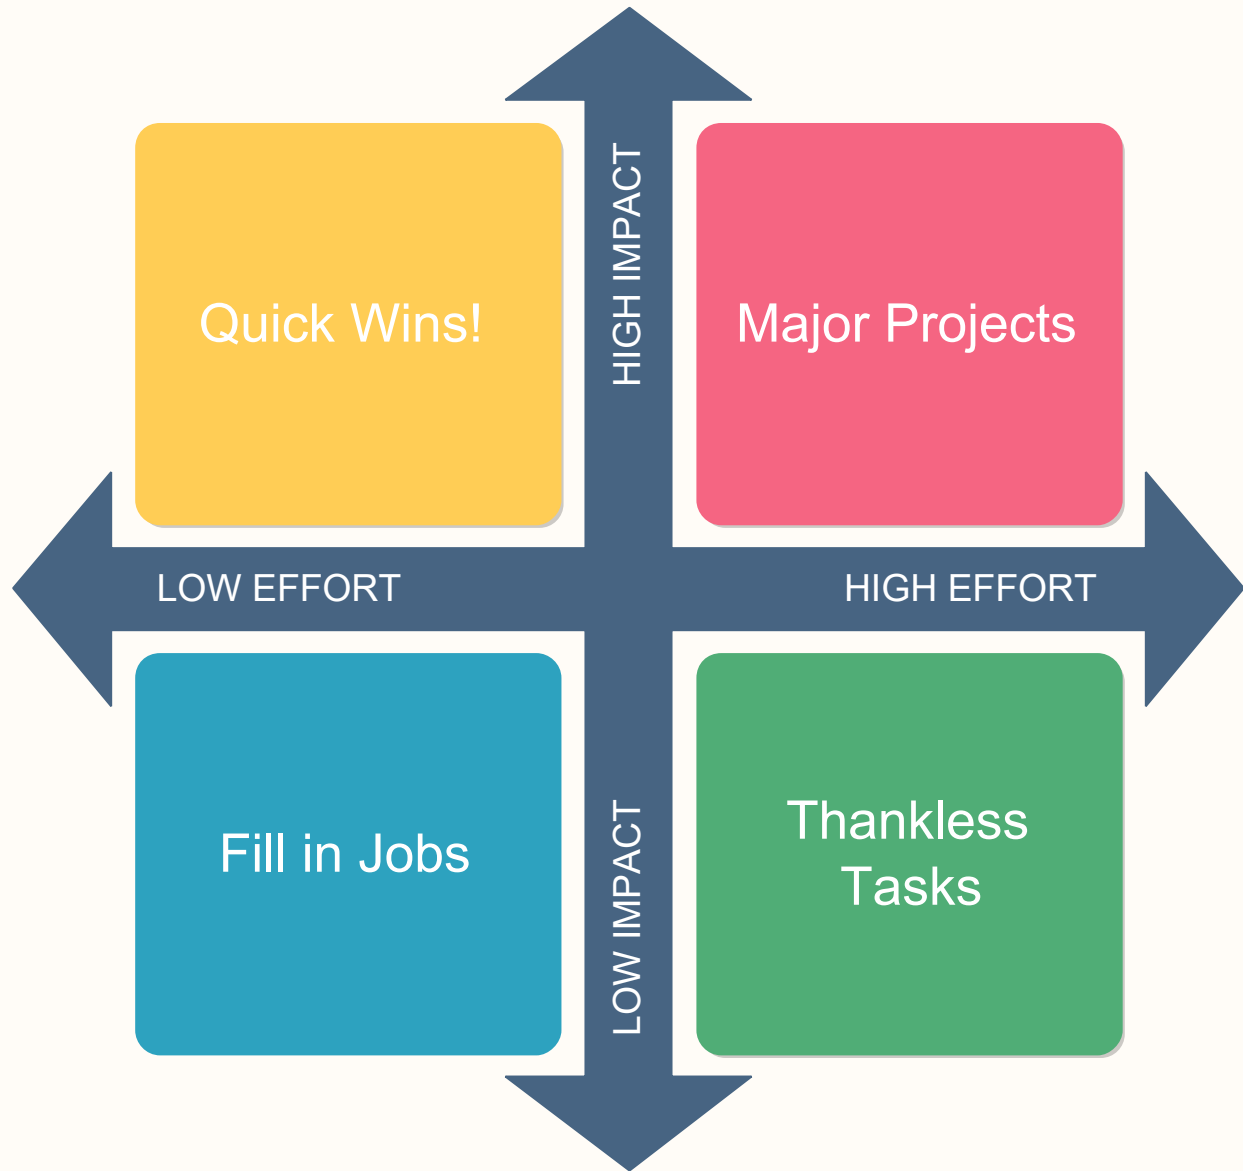 HIGH IMPACT
Quick Wins!
Major Projects
LOW EFFORT
HIGH EFFORT
Fill in Jobs
Thankless
Tasks
LOW IMPACT